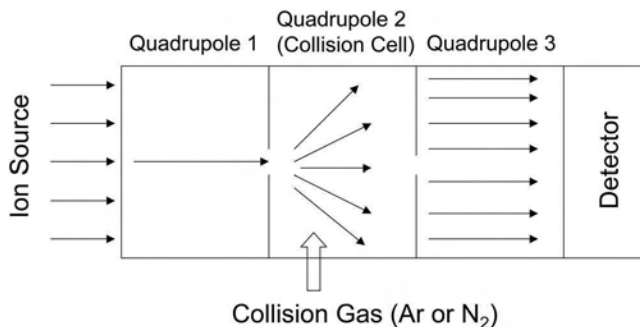 Quadrupole 1
Quadrupole 2
(Collision Cell)
Quadrupole 3
Ion Source
Detector
Collision Gas (Ar or N₂)